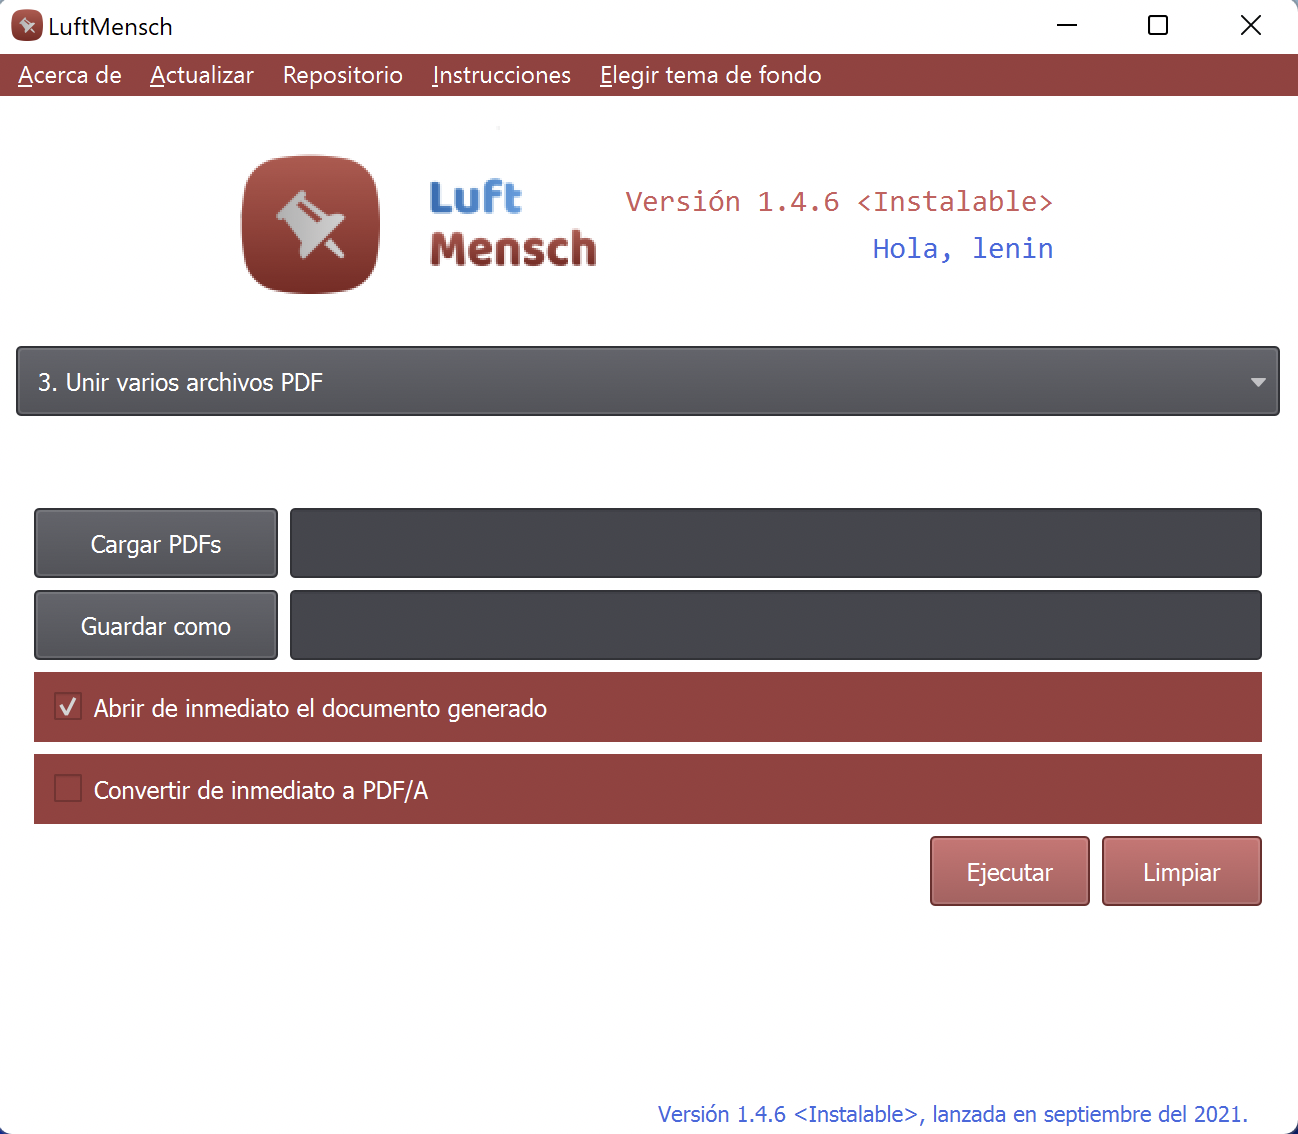 LuftMensch
Acerca de Actualizar Repositorio Instrucciones Elegir tema de fondo
Luft
Mensch
Versión 1.4.6 <Instalable>
Hola, lenin
3. Unir varios archivos PDF
Cargar PDFs
Guardar como
Abrir de inmediato el documento generado
Convertir de inmediato a PDF/A
Ejecutar Limpiar
Versión 1.4.6 <Instalable>, lanzada en septiembre del 2021.